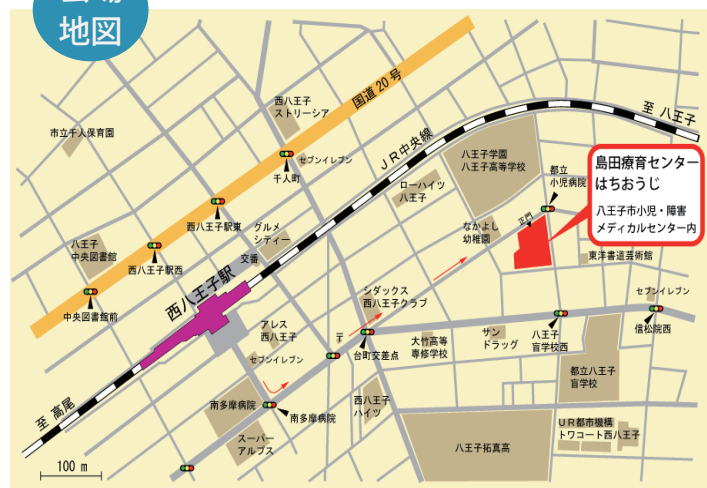 地図
国道20号
西八王子
ストリーシア
市立千人保育園
セブンイレブン
千人町
JR中央線
至 八王子
八王子学園
八王子高等学校
都立
小児病院
島田療育センター
はちおうじ
八王子市小児・障害
メディカルセンター内
ローハイツ
八王子
正門
なかよし
幼稚園
東洋書道芸術館
西八王子駅東
グルメ
シティー
交番
八王子
中央図書館
西八王子駅西
西八王子駅
中央図書館前
シダックス
西八王子クラブ
セブンイレブン
信松院西
アレス
西八王子
〒
台町交差点
大竹高等
専修学校
サン
ドラッグ
八王子
盲学校西
セブンイレブン
都立八王子
盲学校
至 高尾
南多摩病院
南多摩病院
西八王子
ハイツ
スーパー
アルプス
八王子拓真高
UR都市機構
トワコート西八王子
100 m